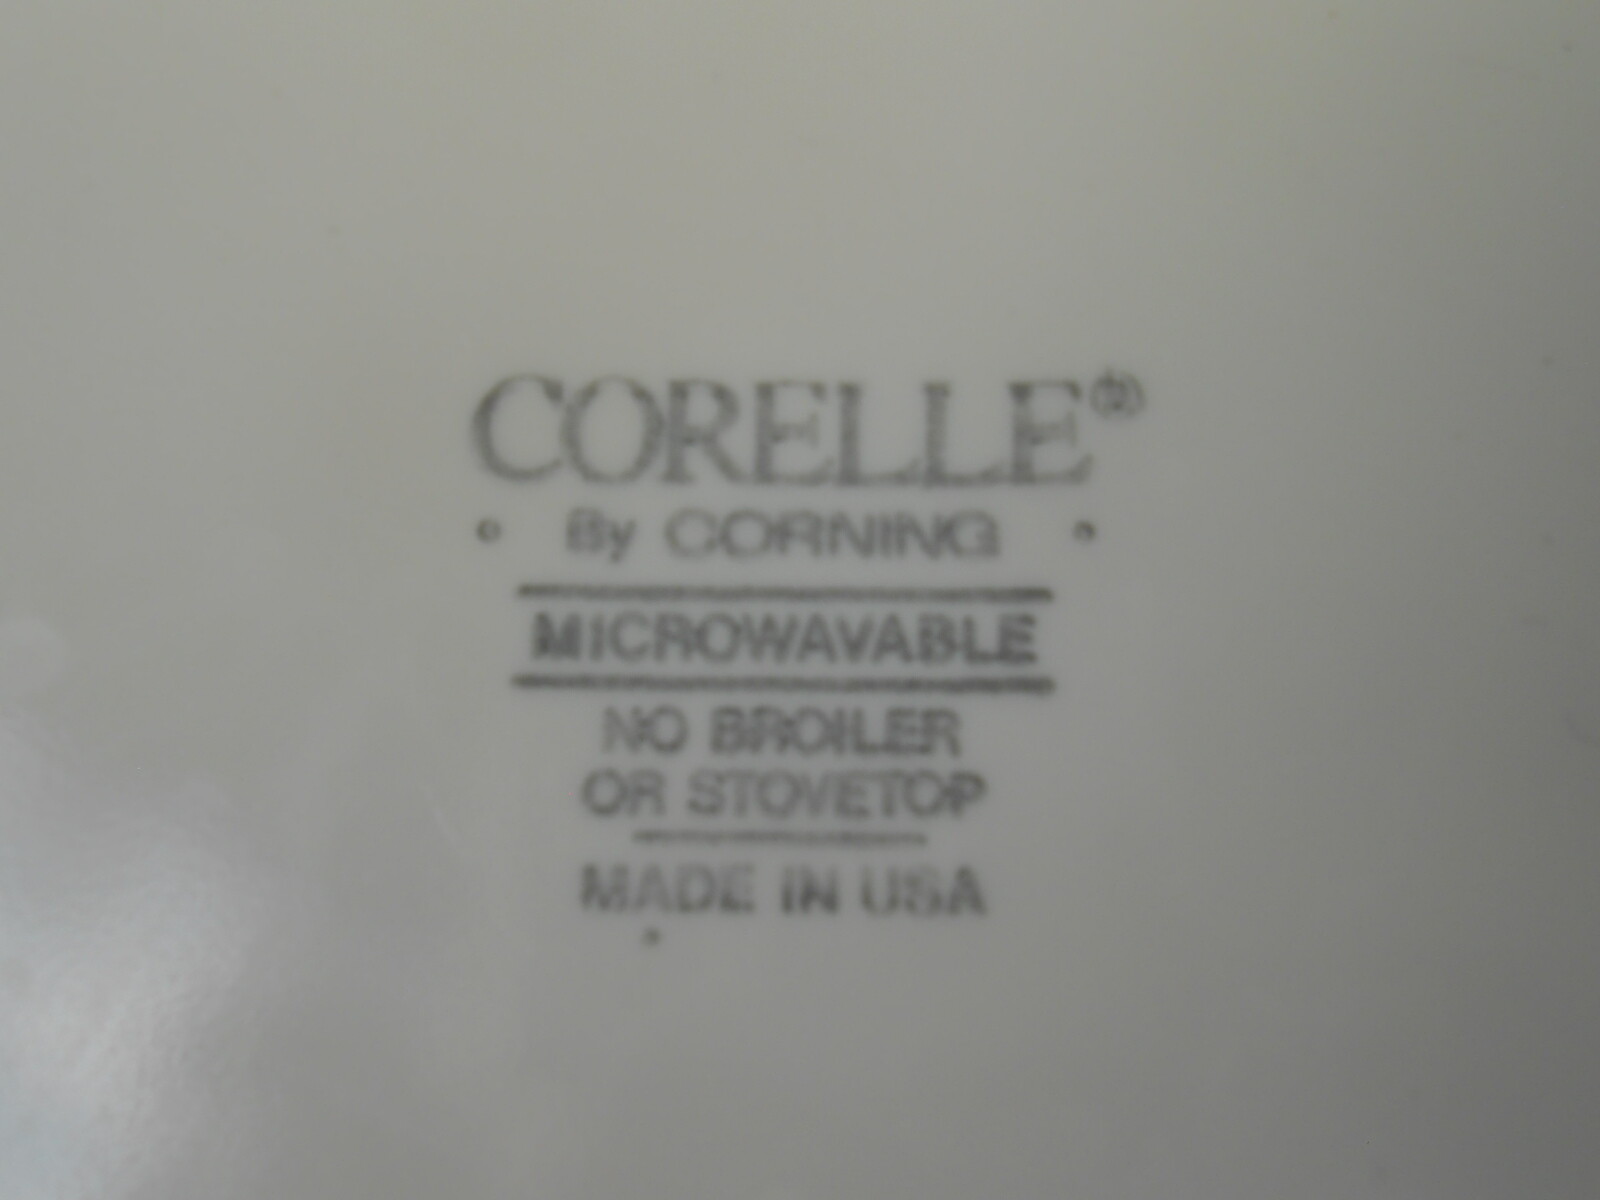 CORELLE®
By CORNING
MICROWAVABLE
NO BROILER
OR STOVETOP
MADE IN USA